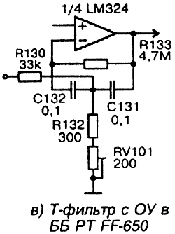 1/4 LM324
R130
33k
R133
4,7M
C132
0,1
C131
0,1
R132
300
RV101
200
в) Т-фильтр с ОУ в
ББ РТ FF-650